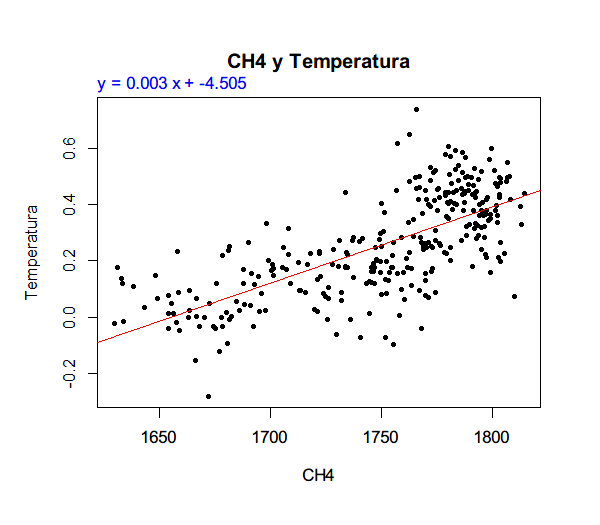 CH4 y Temperatura
y = 0.003 x + -4.505
Temperatura
0.6
0.4
0.2
0.0
-0.2
1650 1700 1750 1800
CH4